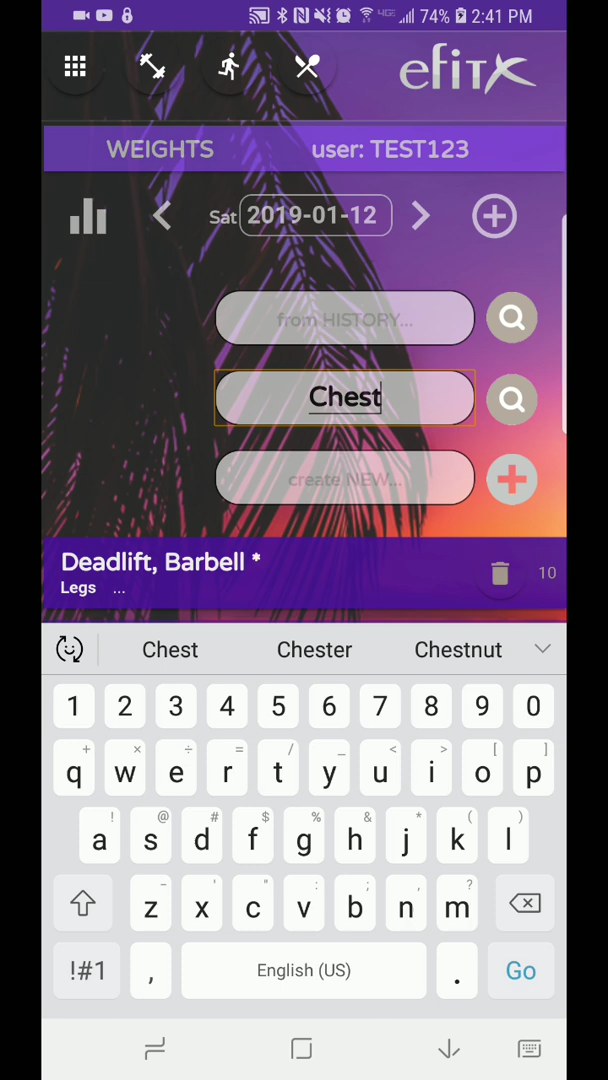 74% 2:41 PM
efitx
WEIGHTS user: TEST123
Sat 2019-01-12
from HISTORY...
Chest
create NEW...
Deadlift, Barbell *
Legs ...
10
Chest Chester Chestnut
1 2 3 4 5 6 7 8 9 0
+ × ÷ = / _ < > [ ]
q w e r t y u i o p
! @ # $ % & * ( )
a s d f g h j k l
- ' " : ; , ?
z x c v b n m
!#1 , English (US) . Go